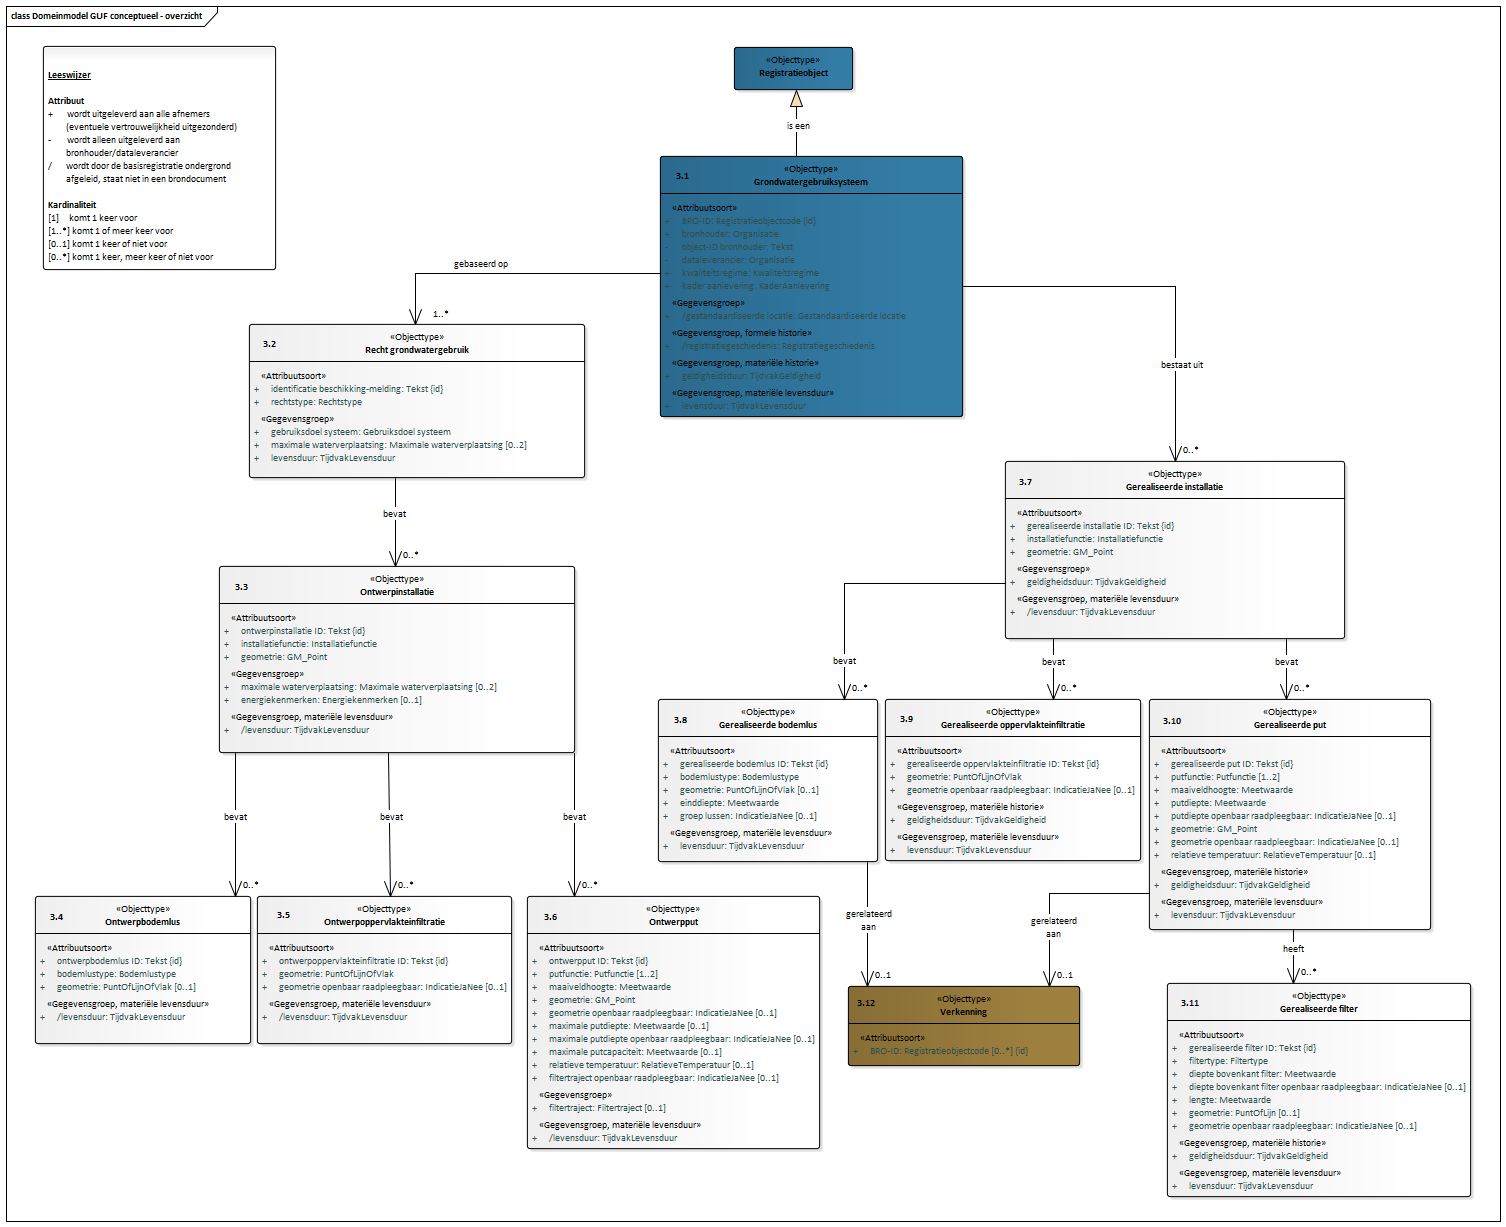 class Domeinmodel GUF conceptueel - overzicht
Leeswijzer
Attribuut
+ wordt uitgeleverd aan alle afnemers
(eventuele vertrouwelijkheid uitgezonderd)
- wordt alleen uitgeleverd aan
bronhouder/dataleverancier
/ wordt door de basisregistratie ondergrond
afgeleid, staat niet in een brondocument
Kardinaliteit
[1] komt 1 keer voor
[1..*] komt 1 of meer keer voor
[0..1] komt 1 keer of niet voor
[0..*] komt 1 keer, meer keer of niet voor
«Objecttype»
Registratieobject
is een
3.1
«Objecttype»
Grondwatergebruiksysteem
«Attribuutsoort»
+ BRO-ID: Registratieobjectcode {id}
+ bronhouder: Organisatie
- object-ID bronhouder: Tekst
- dataleverancier: Organisatie
+ kwaliteitsregime: Kwaliteitsregime
+ kader aanlevering: KaderAanlevering
«Gegevensgroep»
+ /gestandaardiseerde locatie: Gestandaardiseerde locatie
«Gegevensgroep, formele historie»
+ /registratiegeschiedenis: Registratiegeschiedenis
«Gegevensgroep, materiële historie»
+ geldigheidsduur: TijdvakGeldigheid
«Gegevensgroep, materiële levensduur»
+ levensduur: TijdvakLevensduur
gebaseerd op
1..*
bestaat uit
0..*
3.2
«Objecttype»
Recht grondwatergebruik
«Attribuutsoort»
+ identificatie beschikking-melding: Tekst {id}
+ rechtstype: Rechtstype
«Gegevensgroep»
+ gebruiksdoel systeem: Gebruiksdoel systeem
+ maximale waterverplaatsing: Maximale waterverplaatsing [0..2]
+ levensduur: TijdvakLevensduur
bevat
0..*
3.3
«Objecttype»
Ontwerpinstallatie
«Attribuutsoort»
+ ontwerpinstallatie ID: Tekst {id}
+ installatiefunctie: Installatiefunctie
+ geometrie: GM_Point
«Gegevensgroep»
+ maximale waterverplaatsing: Maximale waterverplaatsing [0..2]
+ energiekenmerken: Energiekenmerken [0..1]
«Gegevensgroep, materiële levensduur»
+ /levensduur: TijdvakLevensduur
bevat
0..*
bevat
0..*
bevat
0..*
3.4
«Objecttype»
Ontwerpbodemlus
«Attribuutsoort»
+ ontwerpbodemlus ID: Tekst {id}
+ bodemlustype: Bodemlustype
+ geometrie: PuntOfLijnOfVlak [0..1]
«Gegevensgroep, materiële levensduur»
+ /levensduur: TijdvakLevensduur
3.5
«Objecttype»
Ontwerpoppervlakteinfiltratie
«Attribuutsoort»
+ ontwerpoppervlakteinfiltratie ID: Tekst {id}
+ geometrie: PuntOfLijnOfVlak
+ geometrie openbaar raadpleegbaar: IndicatieJaNee [0..1]
«Gegevensgroep, materiële levensduur»
+ /levensduur: TijdvakLevensduur
3.6
«Objecttype»
Ontwerpput
«Attribuutsoort»
+ ontwerpput ID: Tekst {id}
+ putfunctie: Putfunctie [1..2]
+ maaiveldhoogte: Meetwaarde
+ geometrie: GM_Point
+ geometrie openbaar raadpleegbaar: IndicatieJaNee [0..1]
+ maximale putdiepte: Meetwaarde [0..1]
+ maximale putdiepte openbaar raadpleegbaar: IndicatieJaNee [0..1]
+ maximale putcapaciteit: Meetwaarde [0..1]
+ relatieve temperatuur: RelatieveTemperatuur [0..1]
+ filtertraject openbaar raadpleegbaar: IndicatieJaNee [0..1]
«Gegevensgroep»
+ filtertraject: Filtertraject [0..1]
«Gegevensgroep, materiële levensduur»
+ /levensduur: TijdvakLevensduur
3.7
«Objecttype»
Gerealiseerde installatie
«Attribuutsoort»
+ gerealiseerde installatie ID: Tekst {id}
+ installatiefunctie: Installatiefunctie
+ geometrie: GM_Point
«Gegevensgroep»
+ geldigheidsduur: TijdvakGeldigheid
«Gegevensgroep, materiële levensduur»
+ /levensduur: TijdvakLevensduur
bevat
0..*
bevat
0..*
bevat
0..*
3.8
«Objecttype»
Gerealiseerde bodemlus
«Attribuutsoort»
+ gerealiseerde bodemlus ID: Tekst {id}
+ bodemlustype: Bodemlustype
+ geometrie: PuntOfLijnOfVlak [0..1]
+ einddiepte: Meetwaarde
+ groep lussen: IndicatieJaNee [0..1]
«Gegevensgroep, materiële levensduur»
+ levensduur: TijdvakLevensduur
3.9
«Objecttype»
Gerealiseerde oppervlakteinfiltratie
«Attribuutsoort»
+ gerealiseerde oppervlakteinfiltratie ID: Tekst {id}
+ geometrie: PuntOfLijnOfVlak
+ geometrie openbaar raadpleegbaar: IndicatieJaNee [0..1]
«Gegevensgroep, materiële historie»
+ geldigheidsduur: TijdvakGeldigheid
«Gegevensgroep, materiële levensduur»
+ levensduur: TijdvakLevensduur
3.10
«Objecttype»
Gerealiseerde put
«Attribuutsoort»
+ gerealiseerde put ID: Tekst {id}
+ putfunctie: Putfunctie [1..2]
+ maaiveldhoogte: Meetwaarde
+ putdiepte: Meetwaarde
+ putdiepte openbaar raadpleegbaar: IndicatieJaNee [0..1]
+ geometrie: GM_Point
+ geometrie openbaar raadpleegbaar: IndicatieJaNee [0..1]
+ relatieve temperatuur: RelatieveTemperatuur [0..1]
«Gegevensgroep, materiële historie»
+ geldigheidsduur: TijdvakGeldigheid
«Gegevensgroep, materiële levensduur»
+ levensduur: TijdvakLevensduur
gerelateerd
aan
0..1
gerelateerd
aan
0..1
heeft
0..*
3.12
«Objecttype»
Verkenning
«Attribuutsoort»
+ BRO-ID: Registratieobjectcode [0..*] {id}
3.11
«Objecttype»
Gerealiseerde filter
«Attribuutsoort»
+ gerealiseerde filter ID: Tekst {id}
+ filtertype: Filtertype
+ diepte bovenkant filter: Meetwaarde
+ diepte bovenkant filter openbaar raadpleegbaar: IndicatieJaNee [0..1]
+ lengte: Meetwaarde
+ geometrie: PuntOfLijn [0..1]
+ geometrie openbaar raadpleegbaar: IndicatieJaNee [0..1]
«Gegevensgroep, materiële historie»
+ geldigheidsduur: TijdvakGeldigheid
«Gegevensgroep, materiële levensduur»
+ levensduur: TijdvakLevensduur